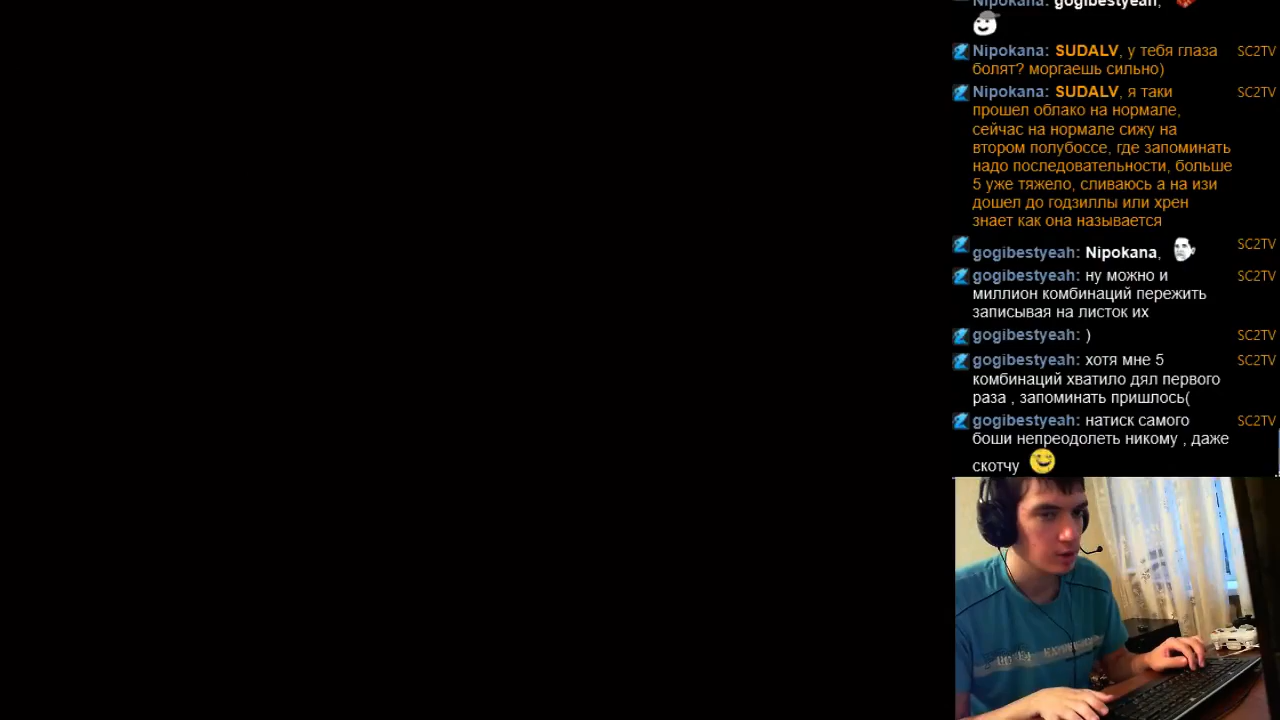 Nipokana: gogibestyeah,
Nipokana: SUDALV, у тебя глаза SC2TV
болят? моргаешь сильно)
Nipokana: SUDALV, я таки SC2TV
прошел облако на нормале,
сейчас на нормале сижу на
втором полубоссе, где запоминать
надо последовательности, больше
5 уже тяжело, сливаюсь а на изи
дошел до годзиллы или хрен
знает как она называется
gogibestyeah: Nipokana, SC2TV
gogibestyeah: ну можно и SC2TV
миллион комбинаций пережить
записывая на листок их
gogibestyeah: ) SC2TV
gogibestyeah: хотя мне 5 SC2TV
комбинаций хватило дял первого
раза , запоминать пришлось(
gogibestyeah: натиск самого SC2TV
боши непреодолеть никому , даже
скотчу